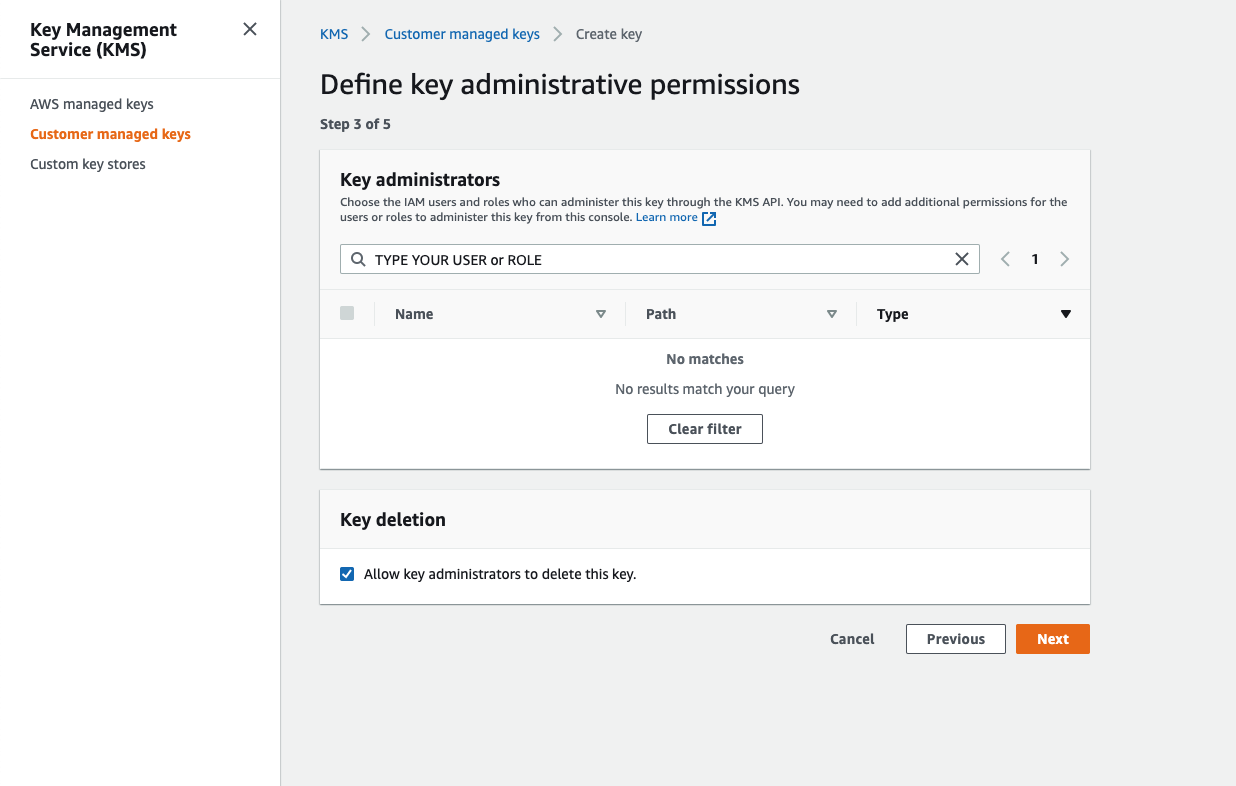 Key Management
Service (KMS)
AWS managed keys
Customer managed keys
Custom key stores
KMS
Customer managed keys
Create key
Define key administrative permissions
Step 3 of 5
Key administrators
Choose the IAM users and roles who can administer this key through the KMS API. You may need to add additional permissions for the
users or roles to administer this key from this console. Learn more
TYPE YOUR USER or ROLE
1
Name
Path
Type
No matches
No results match your query
Clear filter
Key deletion
Allow key administrators to delete this key.
Cancel
Previous
Next